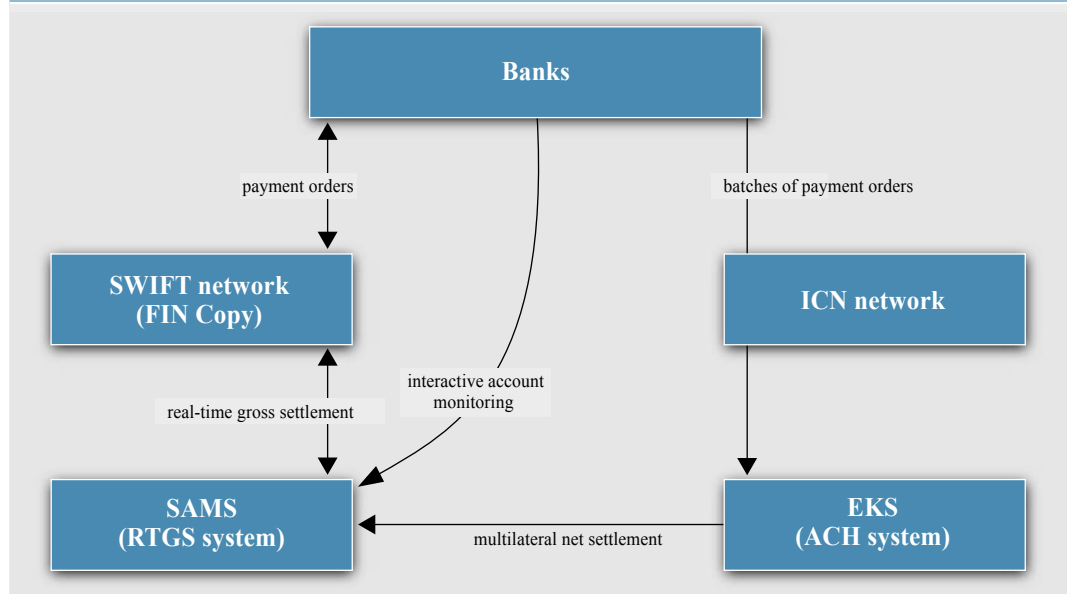 Banks
payment orders
batches of payment orders
SWIFT network
(FIN Copy)
ICN network
interactive account
monitoring
real-time gross settlement
SAMS
(RTGS system)
EKS
(ACH system)
multilateral net settlement